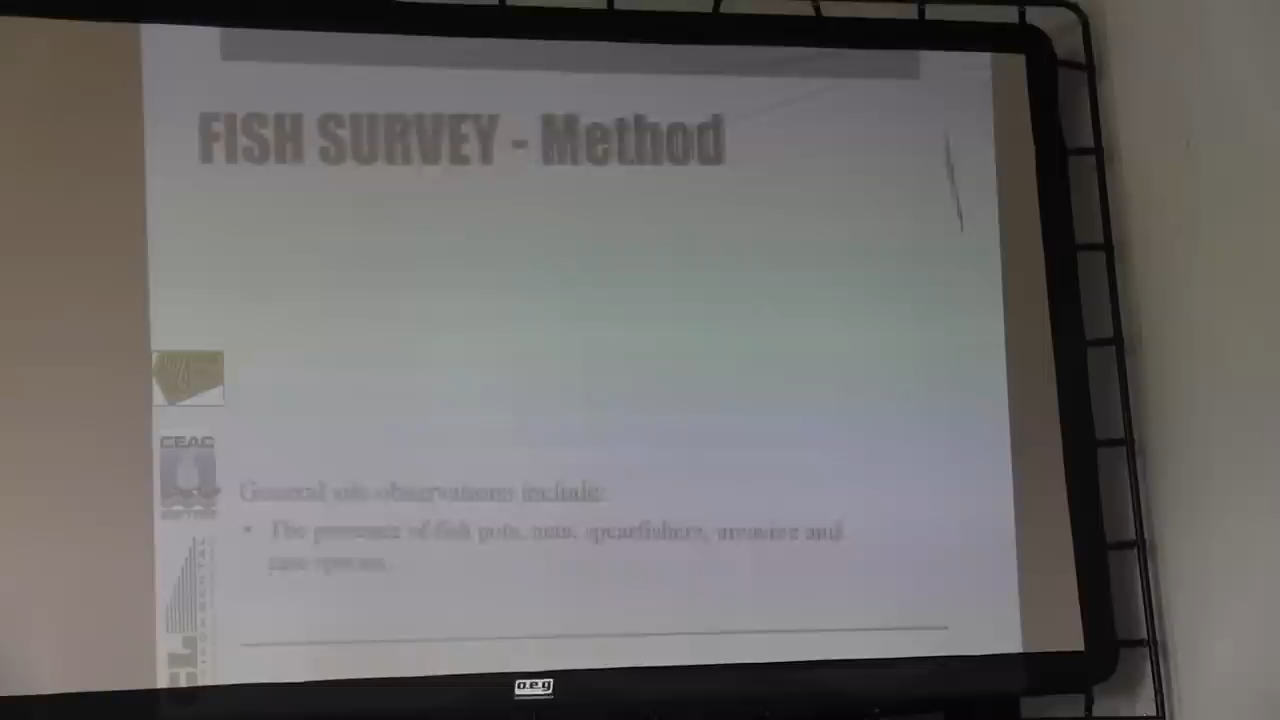 FISH SURVEY - Method
General site observations include:
• The presence of fish pots, nets, spearfishers, invasive and
rare species.
CEAC
o.e.g